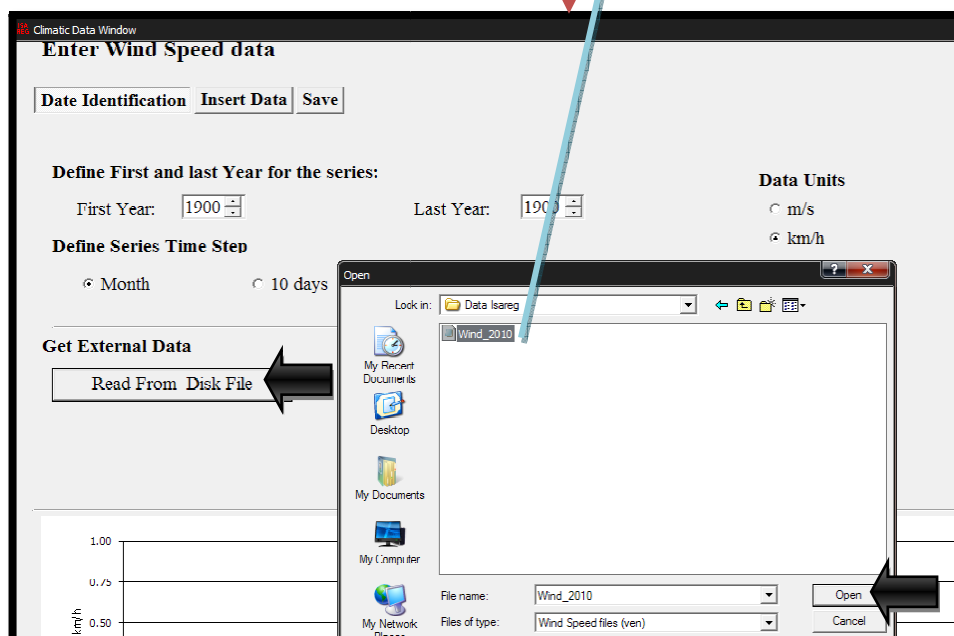 ISA
REG
Climatic Data Window
Enter Wind Speed data
Date Identification Insert Data Save
Define First and last Year for the series:
Data Units
First Year: 1900 Last Year: 1900
m/s
Define Series Time Step
km/h
Month 10 days
Open
? X
Look in: Data Isareg
Wind_2010
My Recent
Documents
Get External Data
Read From Disk File
Desktop
My Documents
My Computer
1.00
0.75
0.50
km/h
My Network
Places
File name: Wind_2010 Open
Files of type: Wind Speed files (ven) Cancel